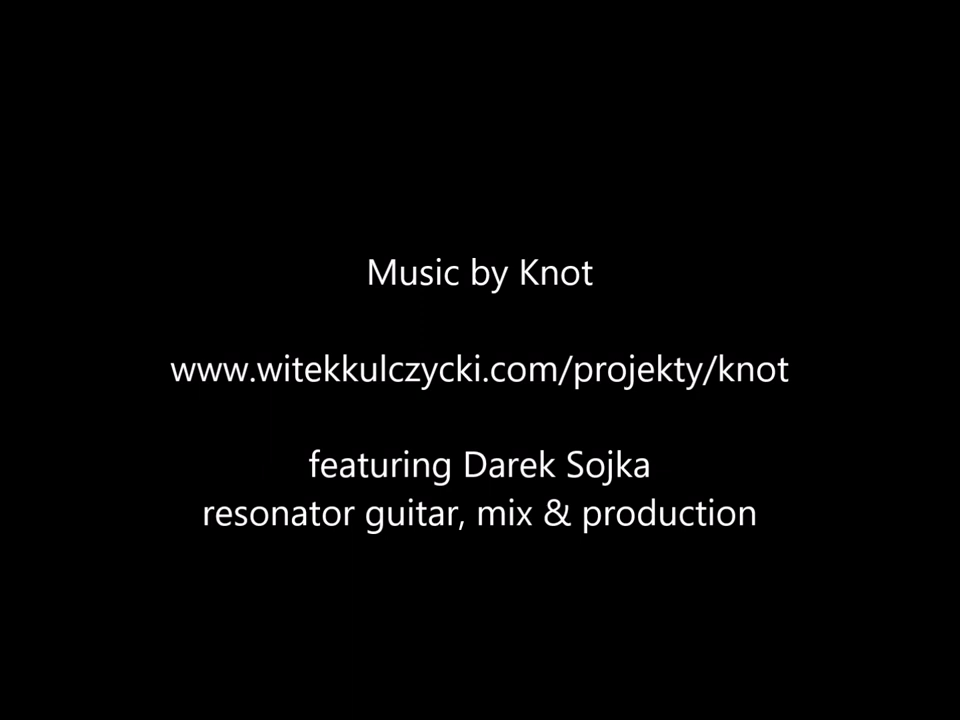 Music by Knot
www.witekkulczycki.com/projekty/knot
featuring Darek Sojka
resonator guitar, mix & production